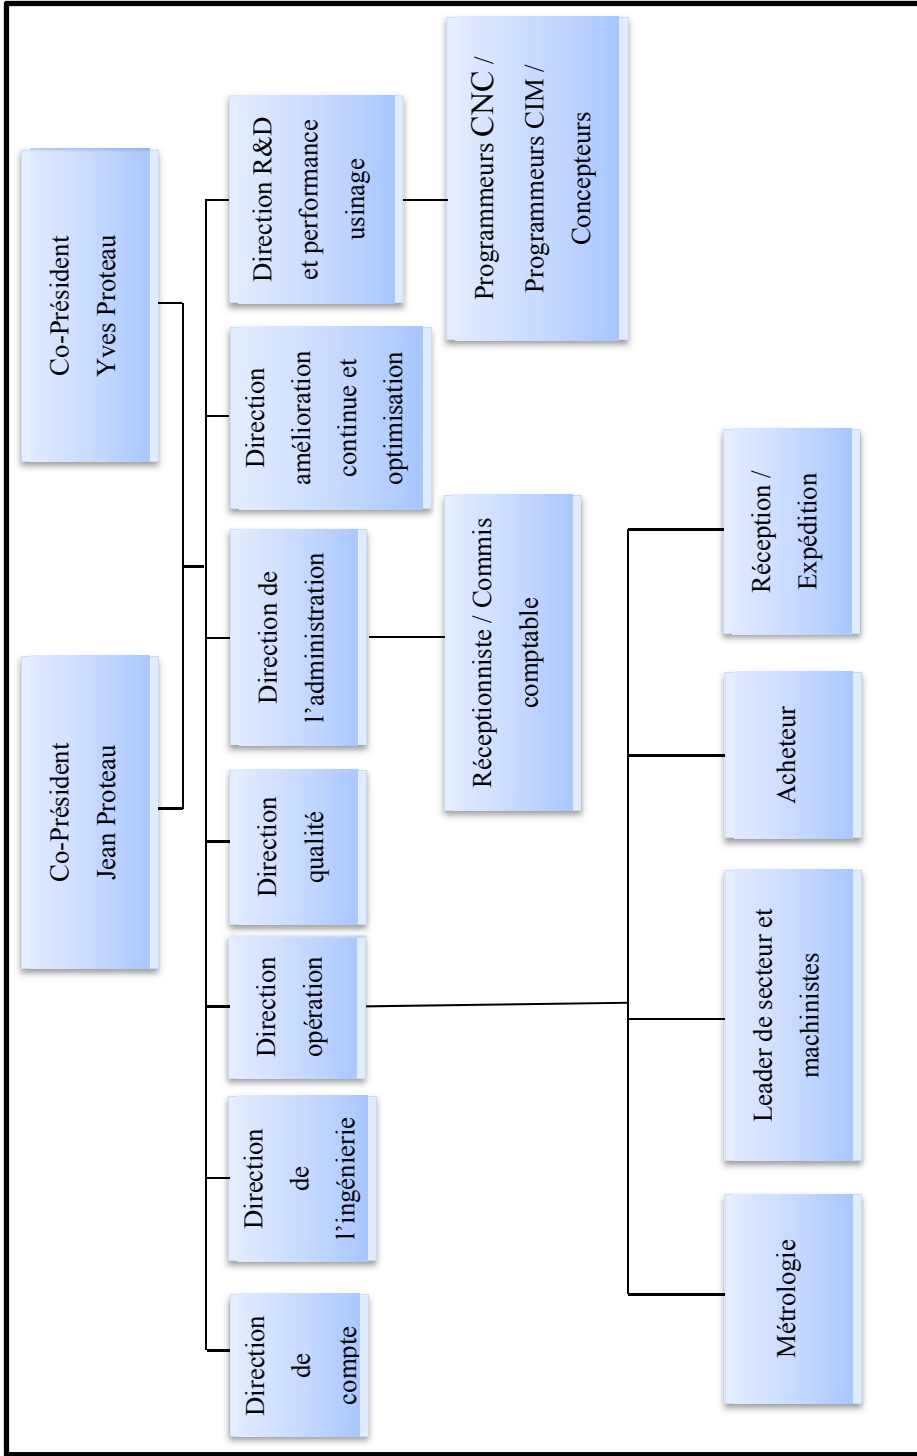 Co-Président
Jean Proteau
Co-Président
Yves Proteau
Direction
de
compte
Direction
de
l’ingénierie
Direction
opération
Direction
qualité
Direction de
l’administration
Direction
amélioration
continue et
optimisation
Direction R&D
et performance
usinage
Réceptionniste / Commis
comptable
Programmeurs CNC /
Programmeurs CIM /
Concepteurs
Métrologie
Leader de secteur et
machinistes
Acheteur
Réception /
Expédition